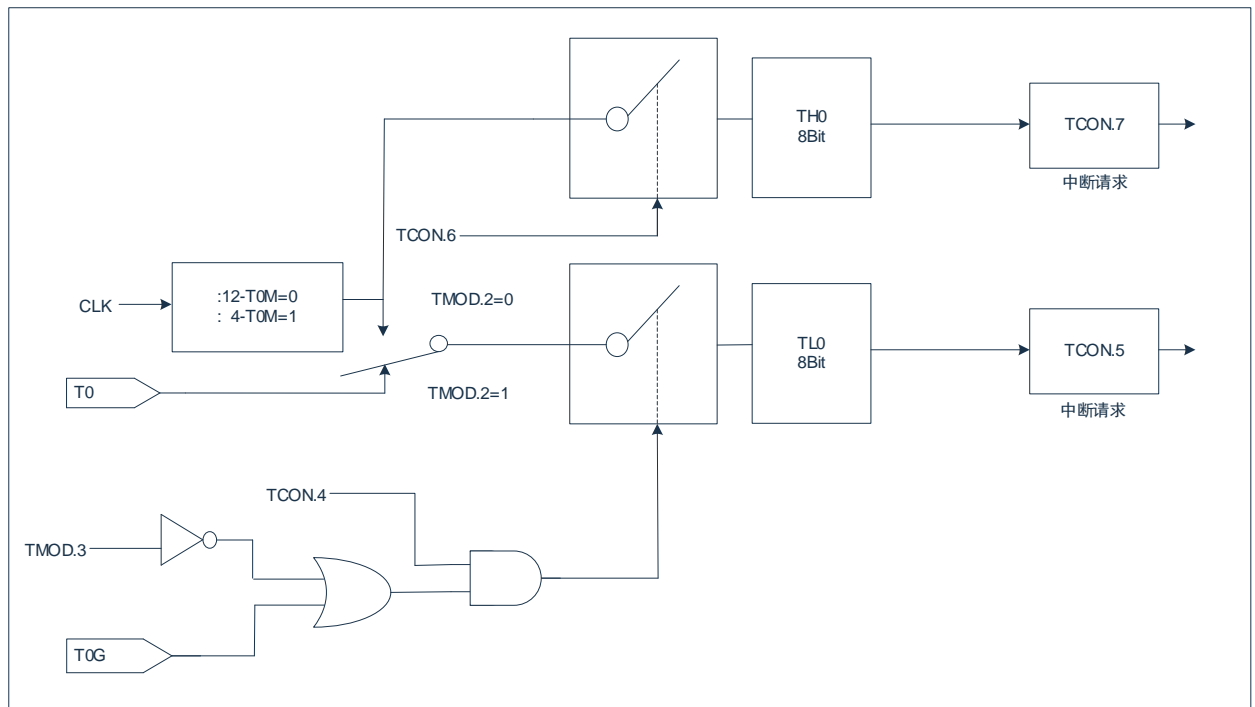 TH0
8Bit
TCON.7
中断请求
TCON.6
CLK
:12-T0M=0
: 4-T0M=1
TMOD.2=0
TL0
8Bit
TCON.5
中断请求
T0
TMOD.2=1
TCON.4
TMOD.3
T0G